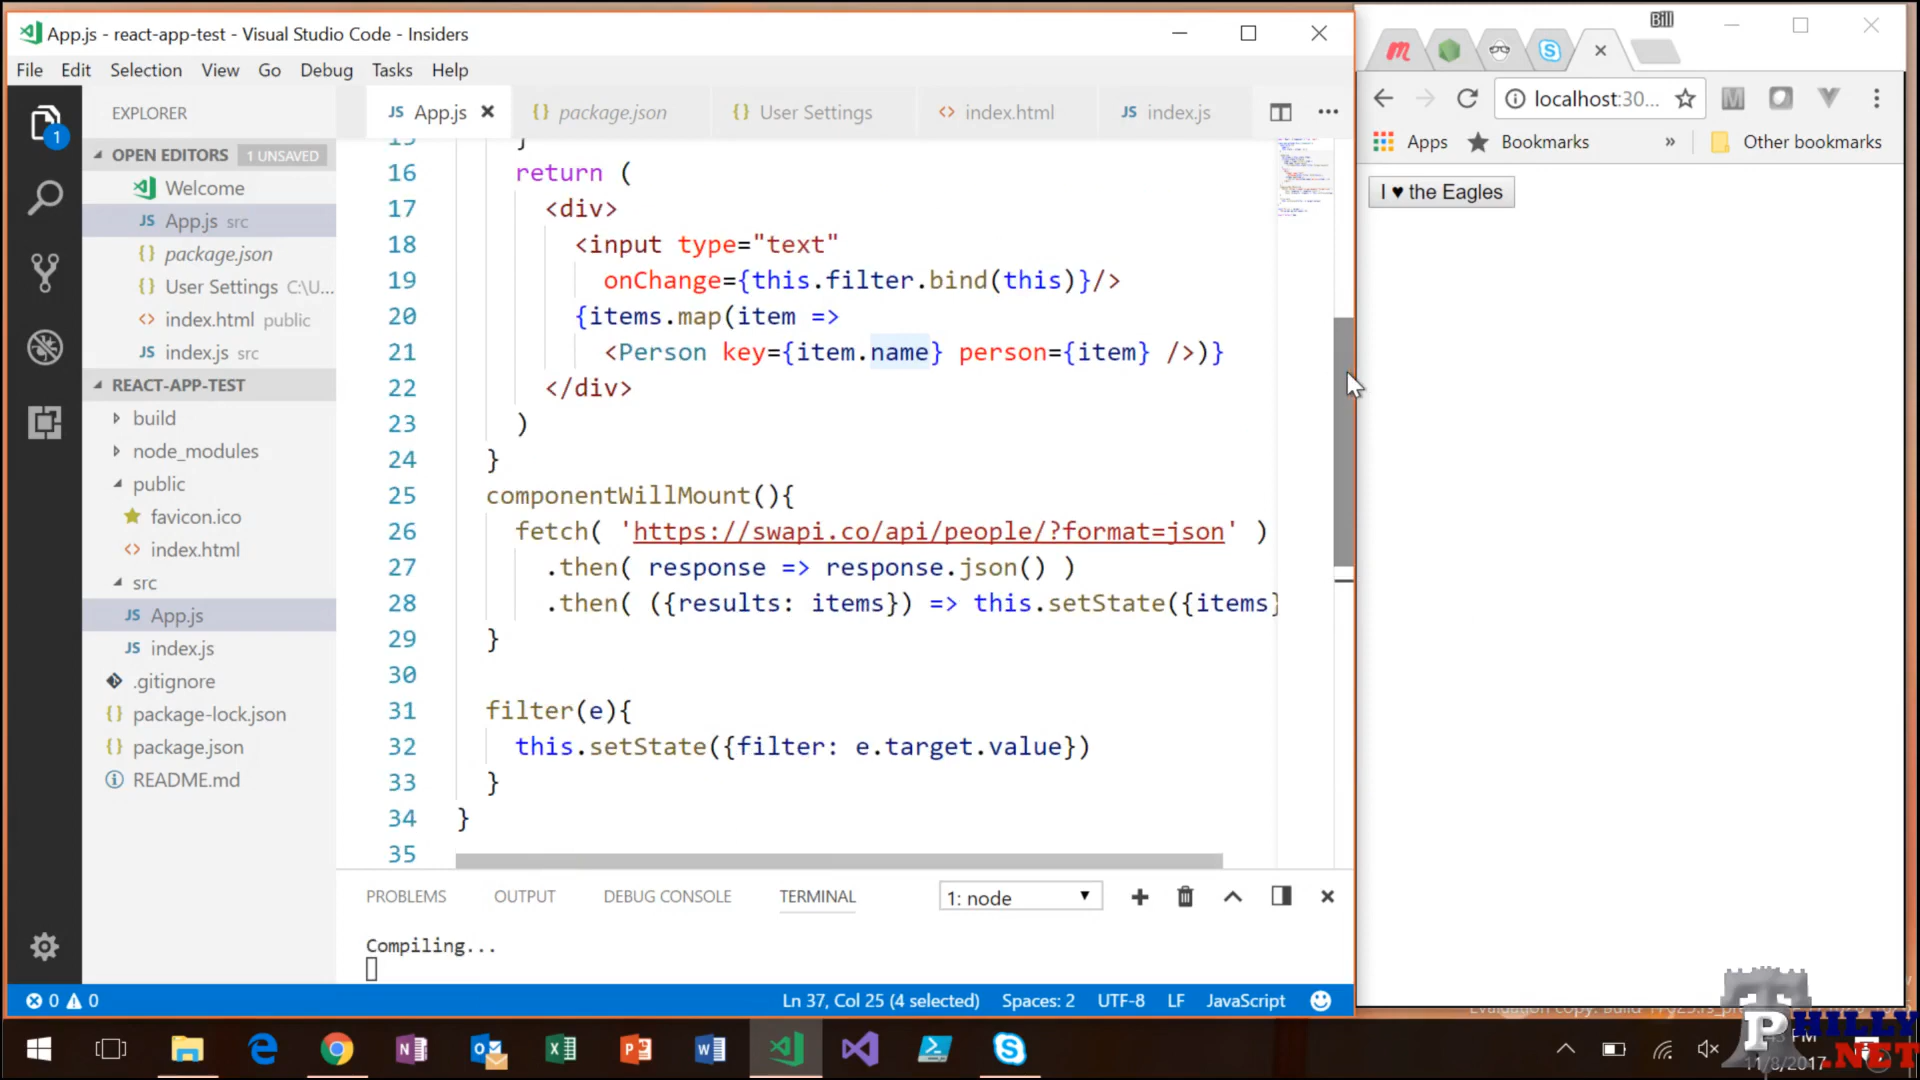 App.js - react-app-test - Visual Studio Code - Insiders
File Edit Selection View Go Debug Tasks Help
EXPLORER
OPEN EDITORS 1 UNSAVED
Welcome
App.js src
package.json
User Settings C:\U...
index.html public
index.js src
REACT-APP-TEST
build
node_modules
public
favicon.ico
index.html
src
App.js
index.js
.gitignore
package-lock.json
package.json
README.md
1
App.js package.json User Settings index.html index.js
15 }
16 return (
17 <div>
18 <input type="text"
19 onChange={this.filter.bind(this)}/>
20 {items.map(item =>
21 <Person key={item.name} person={item} />)}
22 </div>
23 )
24 }
25 componentWillMount(){
26 fetch( 'https://swapi.co/api/people/?format=json' )
27 .then( response => response.json() )
28 .then( ({results: items}) => this.setState({items}
29 }
30
31 filter(e){
32 this.setState({filter: e.target.value})
33 }
34 }
35
PROBLEMS OUTPUT DEBUG CONSOLE TERMINAL 1: node
Compiling...
0 0 Ln 37, Col 25 (4 selected) Spaces: 2 UTF-8 LF JavaScript
Bill
localhost:30...
Apps Bookmarks » Other bookmarks
I ♥ the Eagles
PHILLY
.NET
PM
11/8/2017